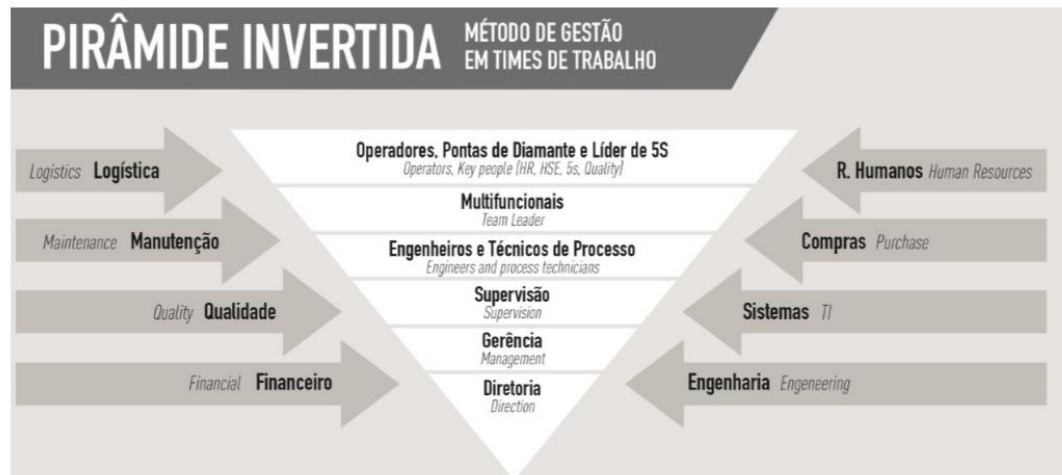 PIRÂMIDE INVERTIDA
MÉTODO DE GESTÃO
EM TIMES DE TRABALHO
Operadores, Pontas de Diamante e Líder de 5S
Operators, Key people (HR, HSE, 5s, Quality)
Multifuncionais
Team Leader
Engenheiros e Técnicos de Processo
Engineers and process technicians
Supervisão
Supervision
Gerência
Management
Diretoria
Direction
Logistics Logística
Maintenance Manutenção
Quality Qualidade
Financial Financeiro
R. Humanos Human Resources
Compras Purchase
Sistemas TI
Engenharia Engeneering